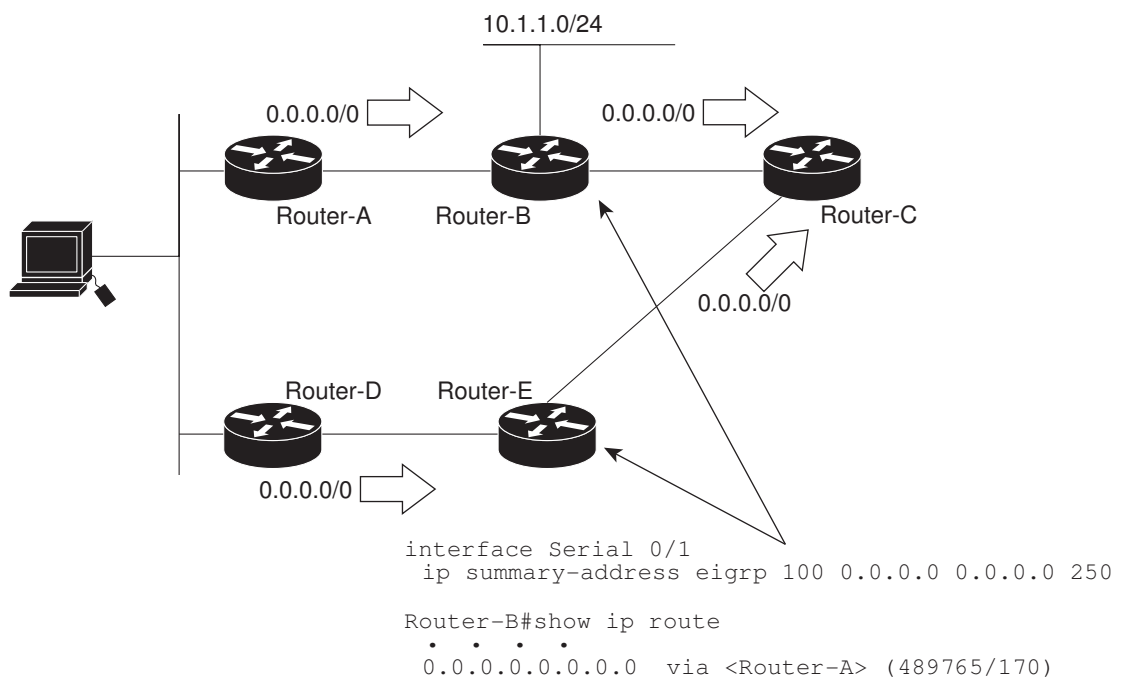 10.1.1.0/24
0.0.0.0/0
0.0.0.0/0
Router-A
Router-B
Router-C
0.0.0.0/0
Router-D
Router-E
0.0.0.0/0
interface Serial 0/1
ip summary-address eigrp 100 0.0.0.0 0.0.0.0 250
Router-B#show ip route
. . . .
0.0.0.0.0.0.0.0 via <Router-A> (489765/170)